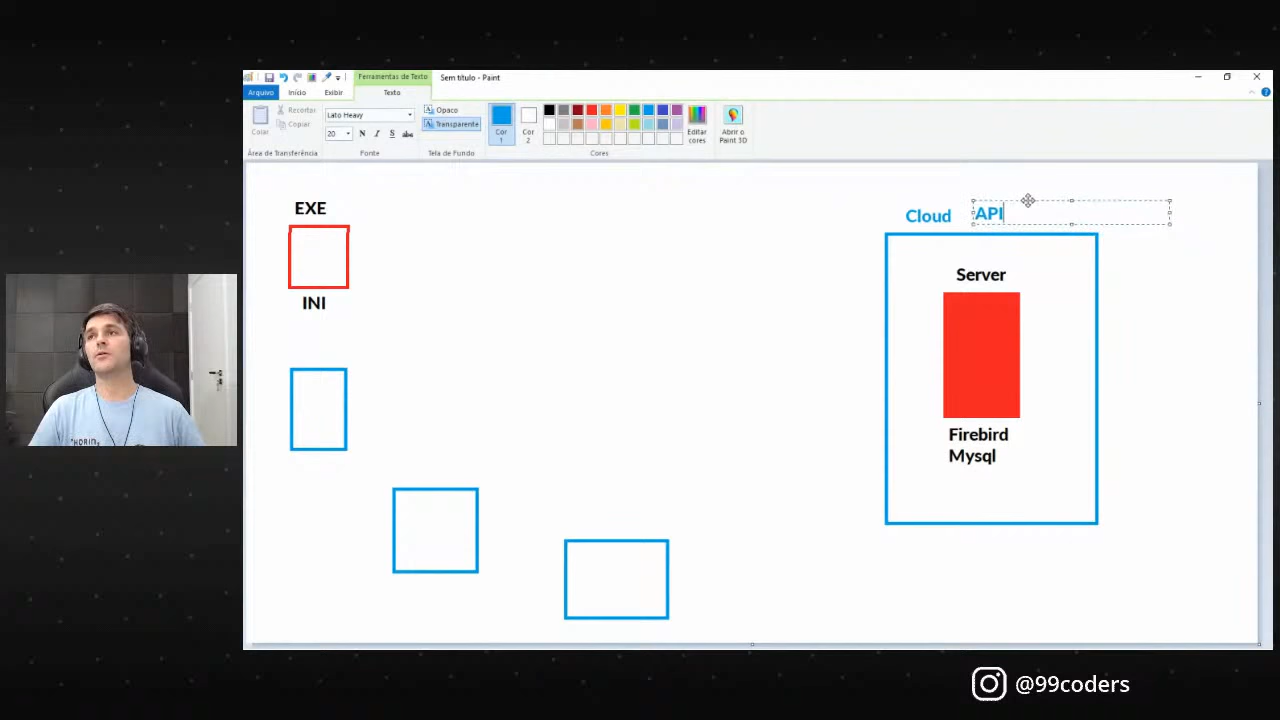 Ferramentas de Texto
Sem título - Paint
Arquivo
Início
Exibir
Texto
Colar
Recortar
Copiar
Área de Transferência
Lato Heavy
20
N
I
S
abc
Fonte
Opaco
Transparente
Tela de Fundo
Cor
1
Cor
2
Cores
Editar
cores
Abrir o
Paint 3D
EXE
INI
Cloud
API
Server
Firebird
Mysql
@99coders